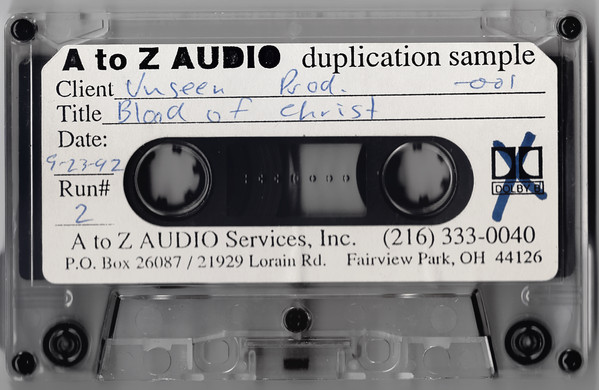 A to Z AUDIO duplication sample
Client Unseen Prod. -001
Title Blood of Christ
Date:
9-23-92
Run#
2
DOLBY B
A to Z AUDIO Services, Inc. (216) 333-0040
P.O. Box 26087 / 21929 Lorain Rd. Fairview Park, OH 44126